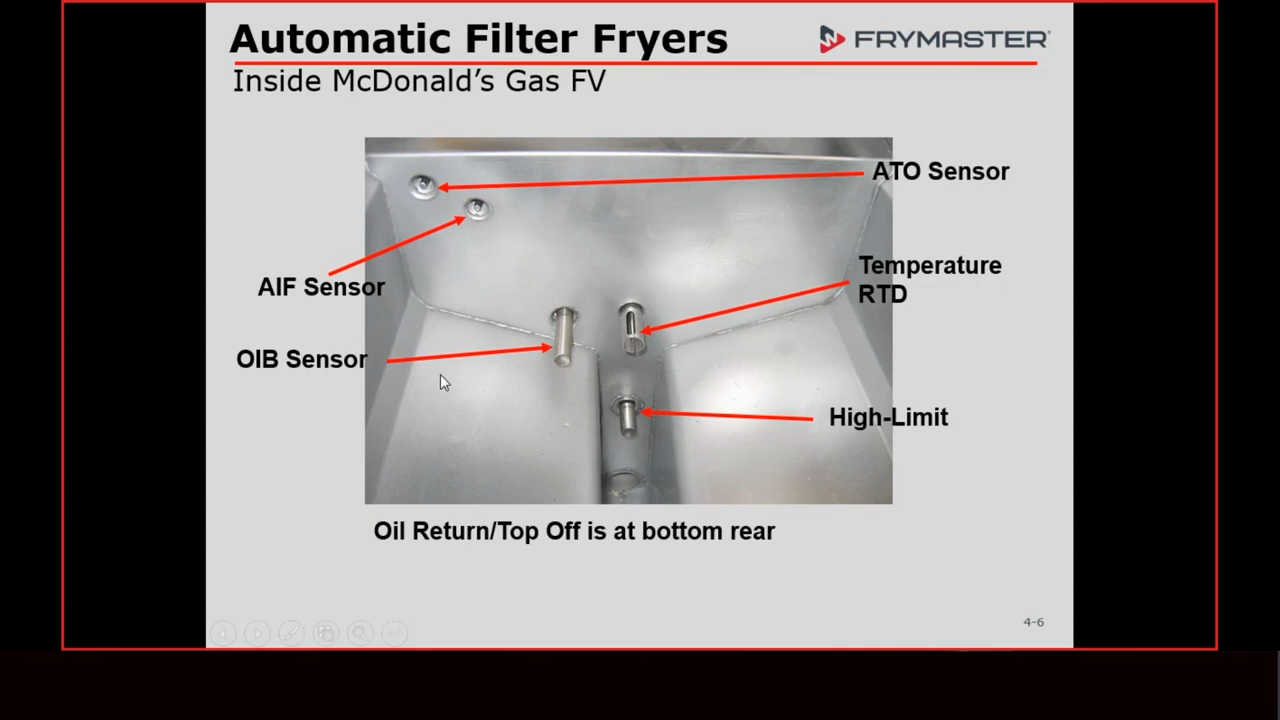 Automatic Filter Fryers
FRYMASTER
Inside McDonald's Gas FV
ATO Sensor
Temperature
RTD
AIF Sensor
OIB Sensor
High-Limit
Oil Return/Top Off is at bottom rear
4-6